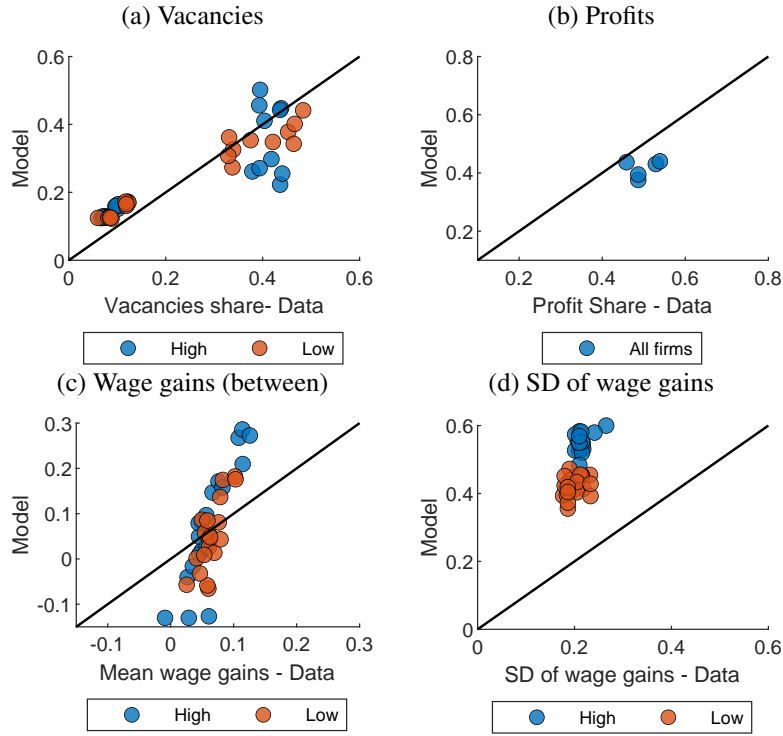 (a) Vacancies
0.6
0.4
0.2
0
0 0.2 0.4 0.6
Model
Vacancies share- Data
High Low
(b) Profits
0.8
0.6
0.4
0.2
0.2 0.4 0.6 0.8
Model
Profit Share - Data
All firms
(c) Wage gains (between)
0.3
0.2
0.1
0
-0.1
-0.1 0 0.1 0.2 0.3
Model
Mean wage gains - Data
High Low
(d) SD of wage gains
0.6
0.4
0.2
0
0 0.2 0.4 0.6
Model
SD of wage gains - Data
High Low